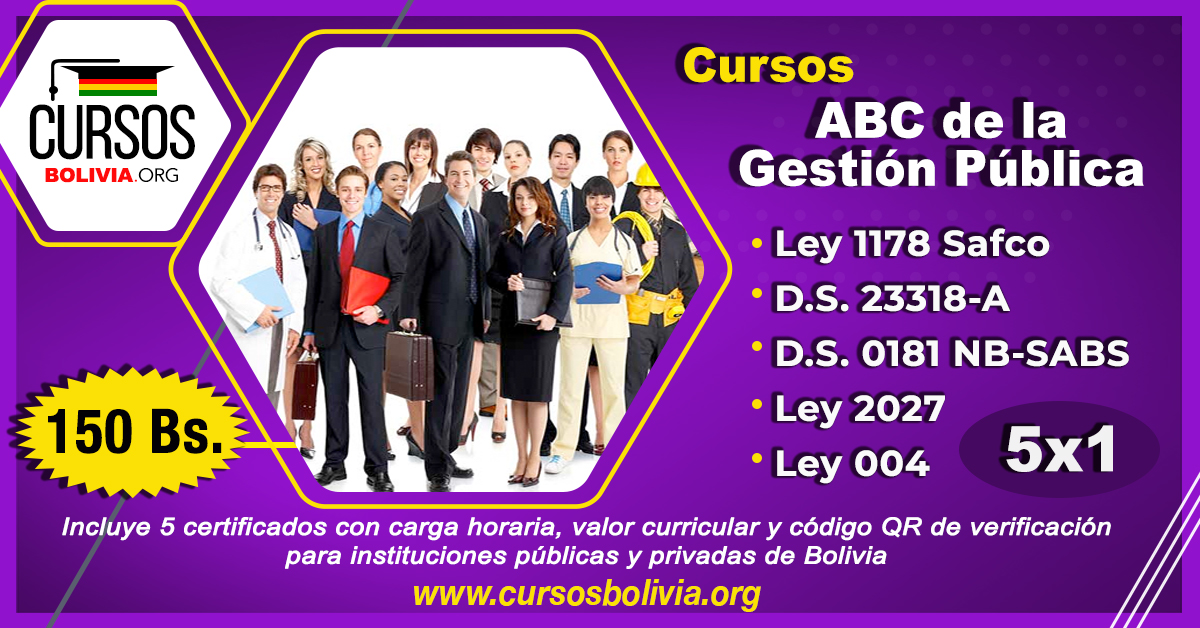 CURSOS
BOLIVIA.ORG
Cursos
ABC de la
Gestión Pública
• Ley 1178 Safco
• D.S. 23318-A
• D.S. 0181 NB-SABS
• Ley 2027
• Ley 004
5x1
150 Bs.
Incluye 5 certificados con carga horaria, valor curricular y código QR de verificación
para instituciones públicas y privadas de Bolivia
www.cursosbolivia.org